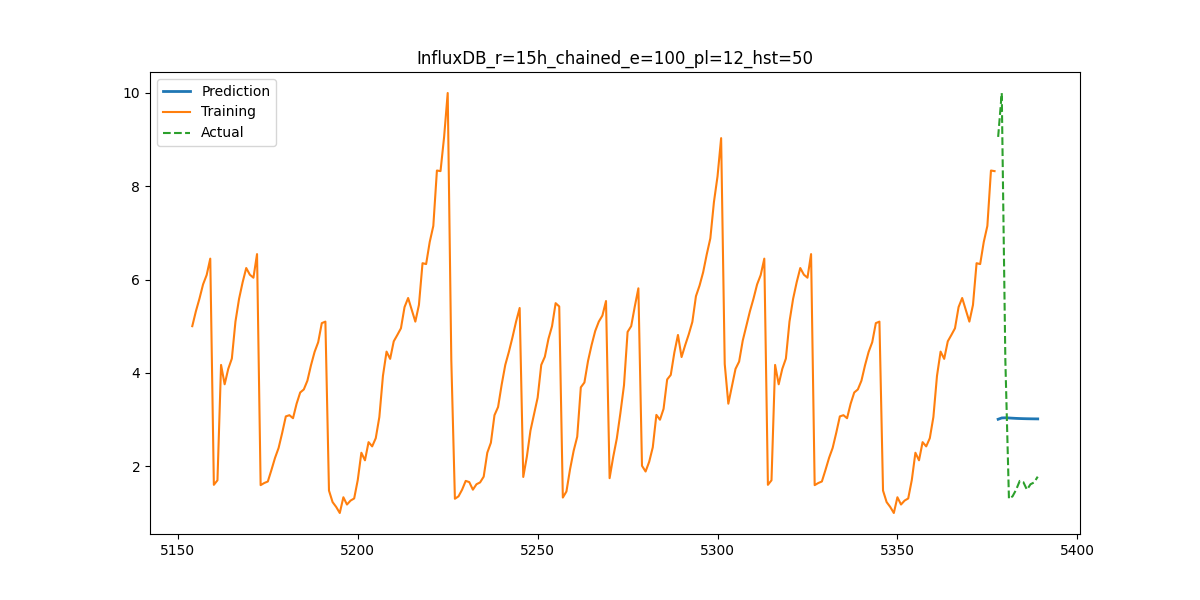 InfluxDB_r=15h_chained_e=100_pl=12_hst=50
Prediction
Training
Actual
10
8
6
4
2
5150 5200 5250 5300 5350 5400